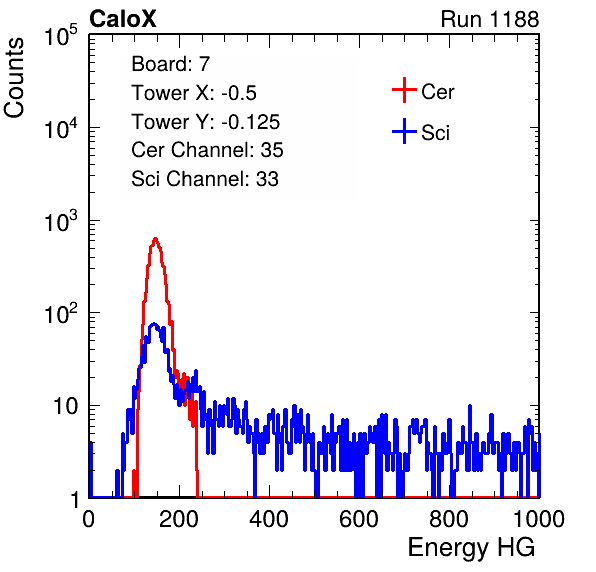 CaloX Run 1188
Counts
Board: 7
Tower X: -0.5
Tower Y: -0.125
Cer Channel: 35
Sci Channel: 33
Cer
Sci
10^5
10^4
10^3
10^2
10
1
0 200 400 600 800 1000
Energy HG